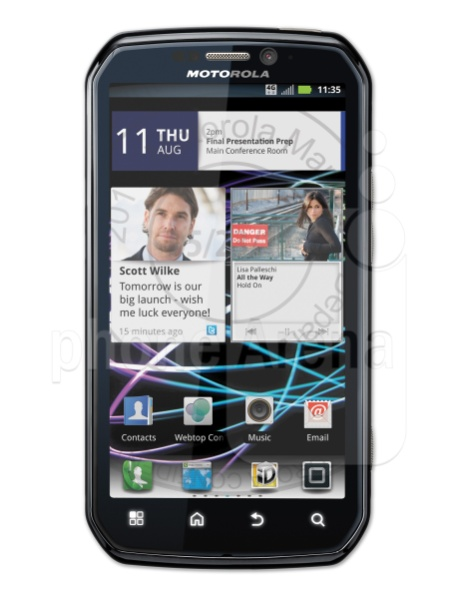 MOTOROLA
4G 11:35
11 THU
AUG
2pm
Final Presentation Prep
Main Conference Room
DANGER
Do Not Pass
Scott Wilke
Tomorrow is our
big launch - wish
me luck everyone!
15 minutes ago
Lisa Palleschi
All the Way
Hold On
Contacts
Webtop Con
Music
Email
phoneArena